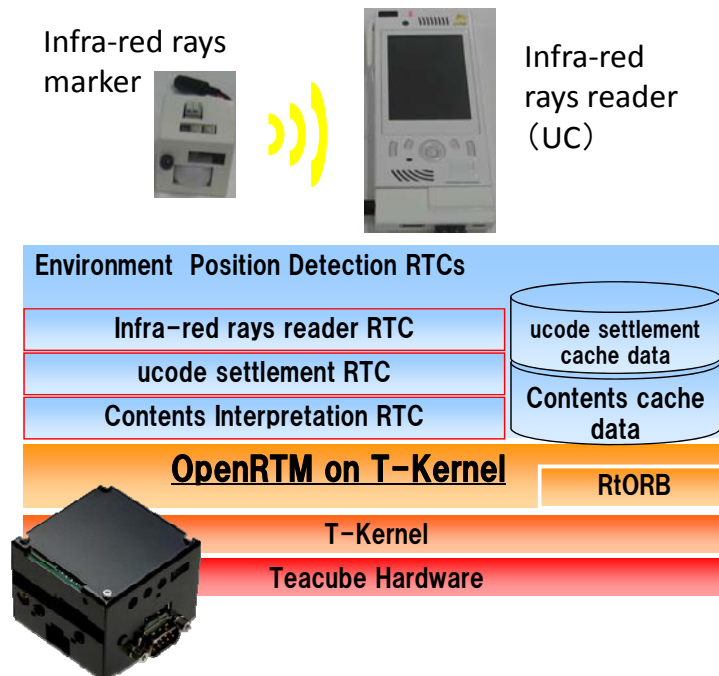 Infra-red rays
marker
Infra-red
rays reader
（UC）
Environment Position Detection RTCs
Infra-red rays reader RTC
ucode settlement RTC
Contents Interpretation RTC
ucode settlement
cache data
Contents cache
data
OpenRTM on T-Kernel
RtORB
T-Kernel
Teacube Hardware